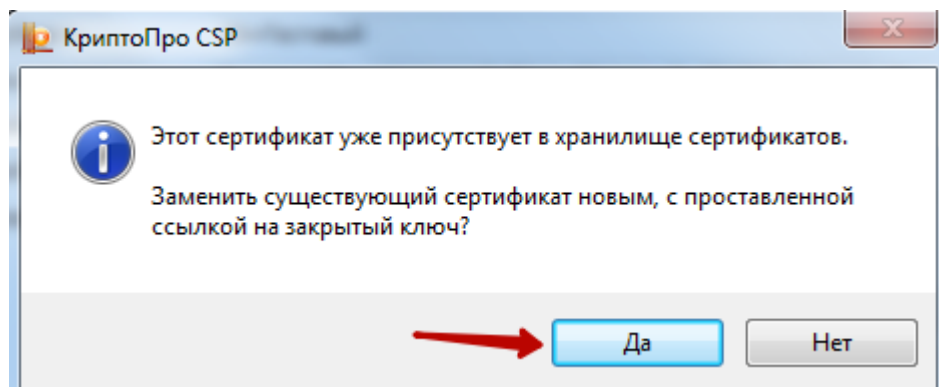 КриптоПро CSP
Этот сертификат уже присутствует в хранилище сертификатов.
Заменить существующий сертификат новым, с проставленной
ссылкой на закрытый ключ?
Да
Нет